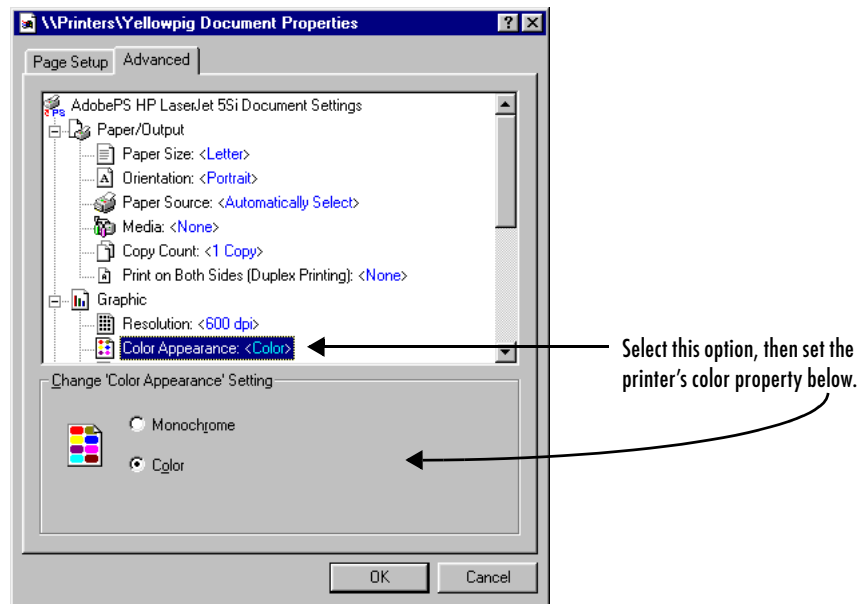 \\Printers\Yellowpig Document Properties
Page Setup
Advanced
AdobePS HP LaserJet 5Si Document Settings
Paper/Output
Paper Size: <Letter>
Orientation: <Portrait>
Paper Source: <Automatically Select>
Media: <None>
Copy Count: <1 Copy>
Print on Both Sides (Duplex Printing): <None>
Graphic
Resolution: <600 dpi>
Color Appearance: <Color>
Select this option, then set the
printer's color property below.
Change 'Color Appearance' Setting
Monochrome
Color
OK
Cancel